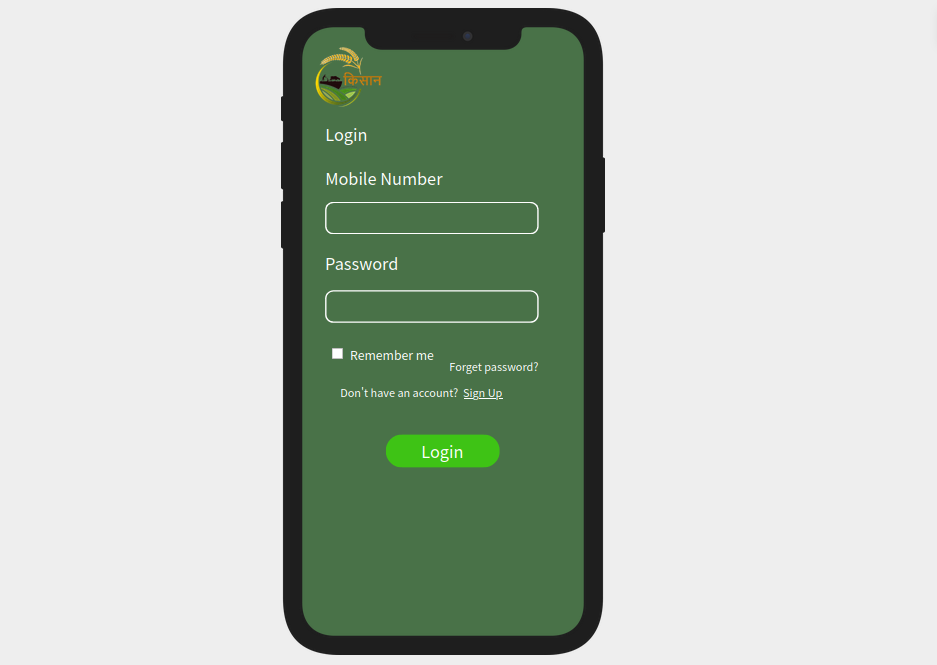 किसान
Login
Mobile Number
Password
Remember me
Forget password?
Don't have an account? Sign Up
Login